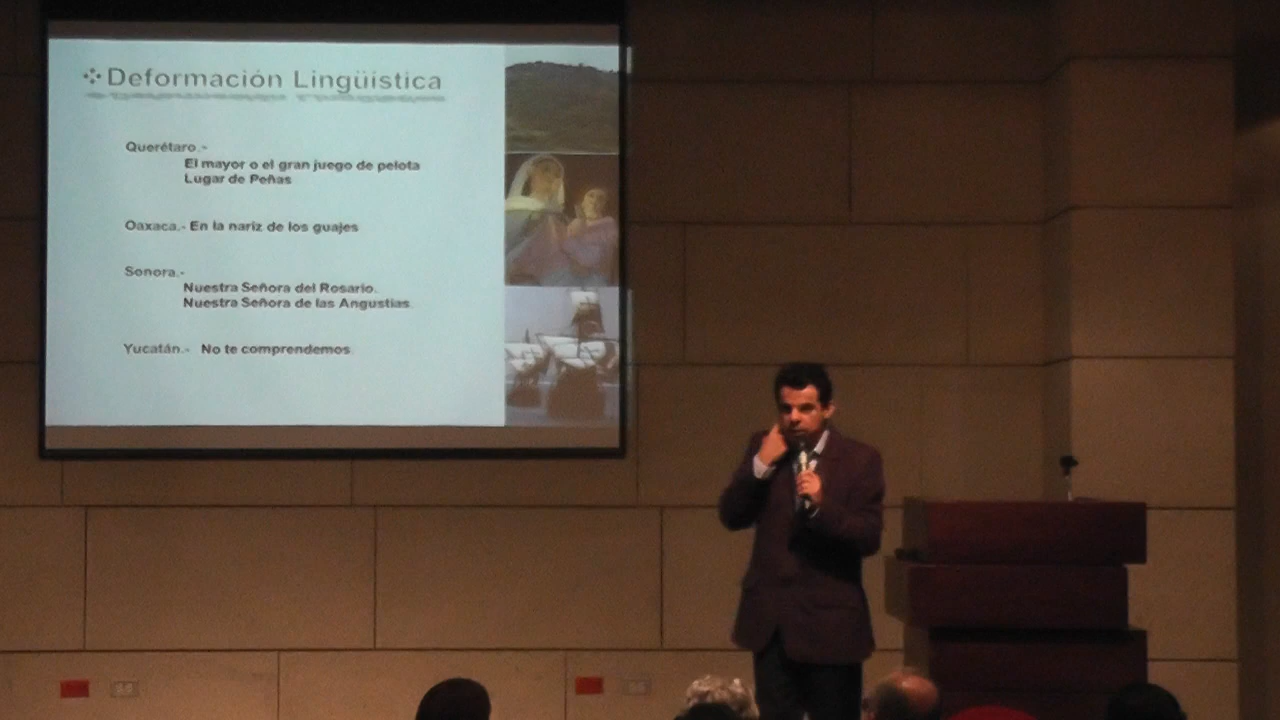 Deformación Lingüística
Querétaro.-
El mayor o el gran juego de pelota
Lugar de Peñas
Oaxaca.- En la nariz de los guajes
Sonora.-
Nuestra Señora del Rosario.
Nuestra Señora de las Angustias.
Yucatán.- No te comprendemos